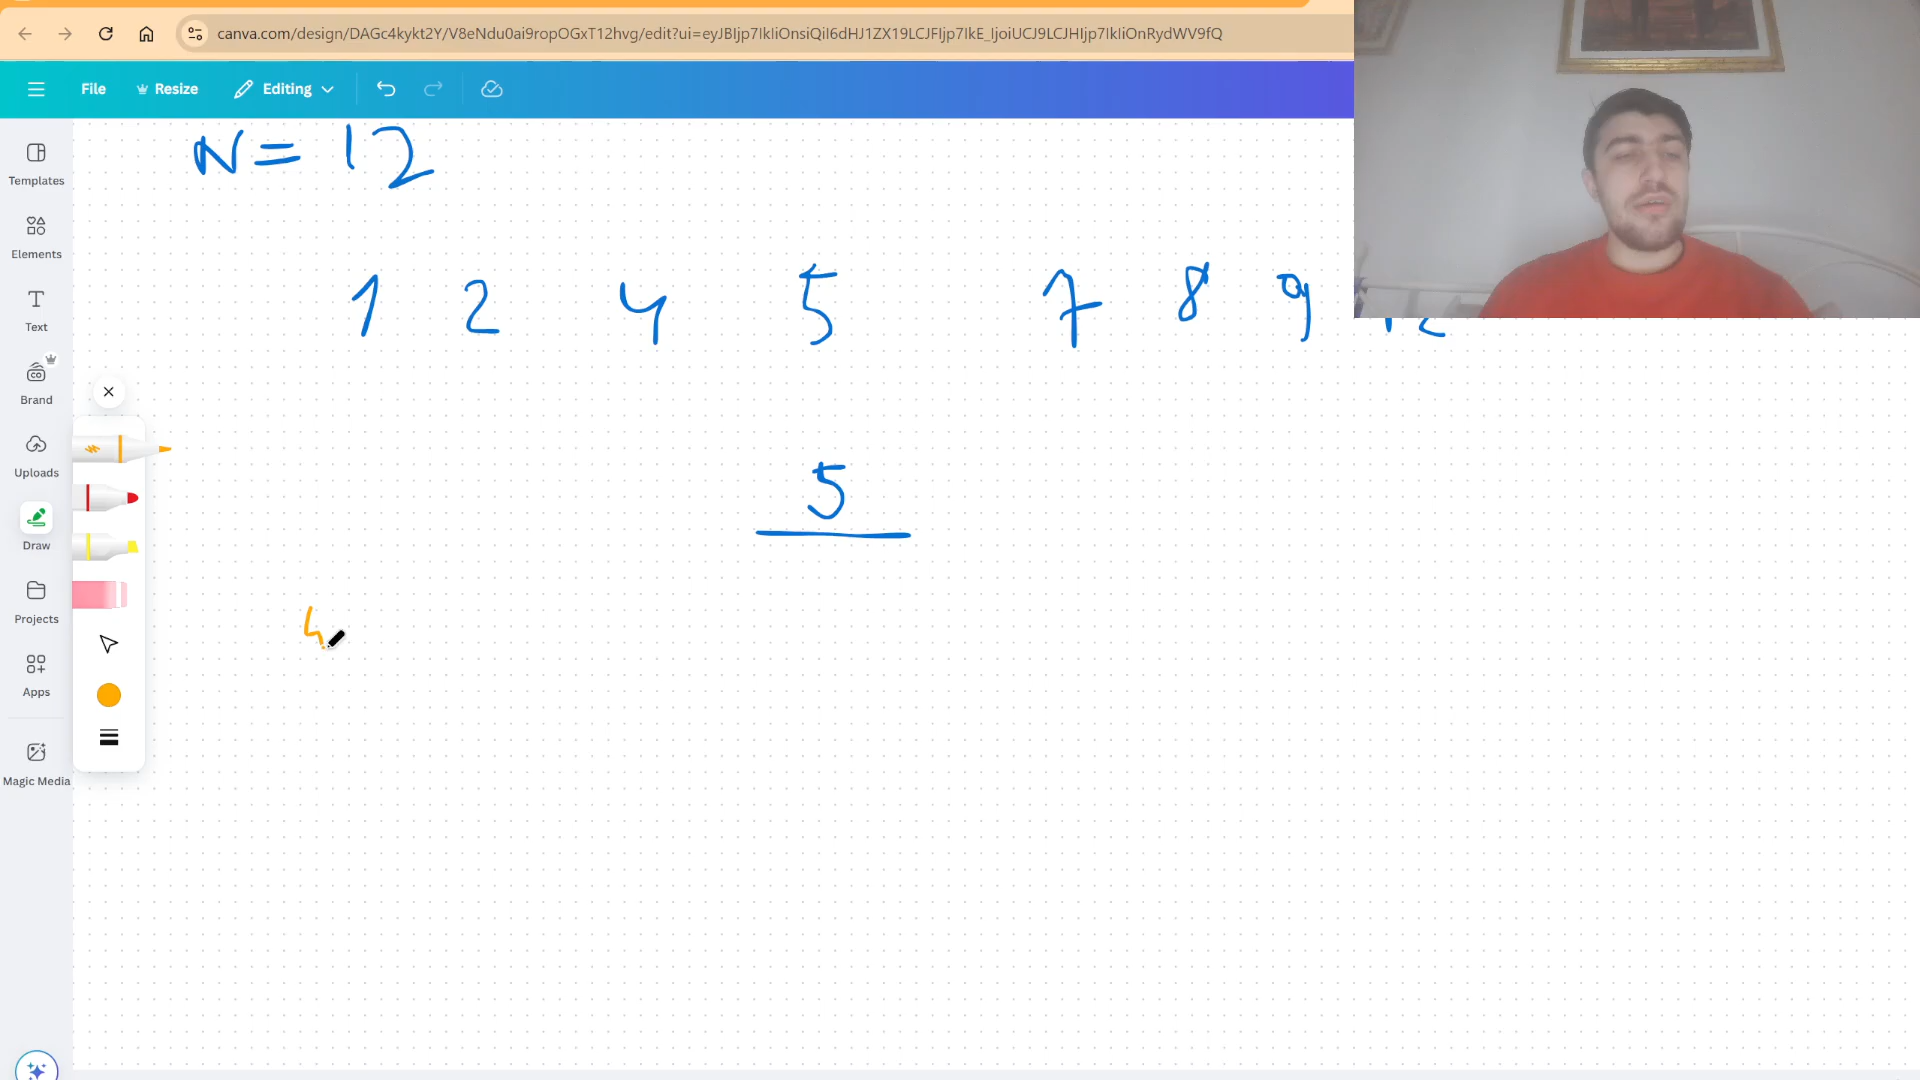 canva.com/design/DAGc4kykt2Y/V8eNdu0ai9ropOGxT12hvg/edit?ui=eyJBIjp7IkIiOnsiQiI6dHJ1ZX19LCJFIjp7IkE_IjoiUCJ9LCJHIjp7IkIiOnRydWV9fQ
File Resize Editing
N = 12
Templates
Elements
1 2 4 5 7 8 9
Text
Brand
Uploads
5
Draw
Projects
4
Apps
Magic Media